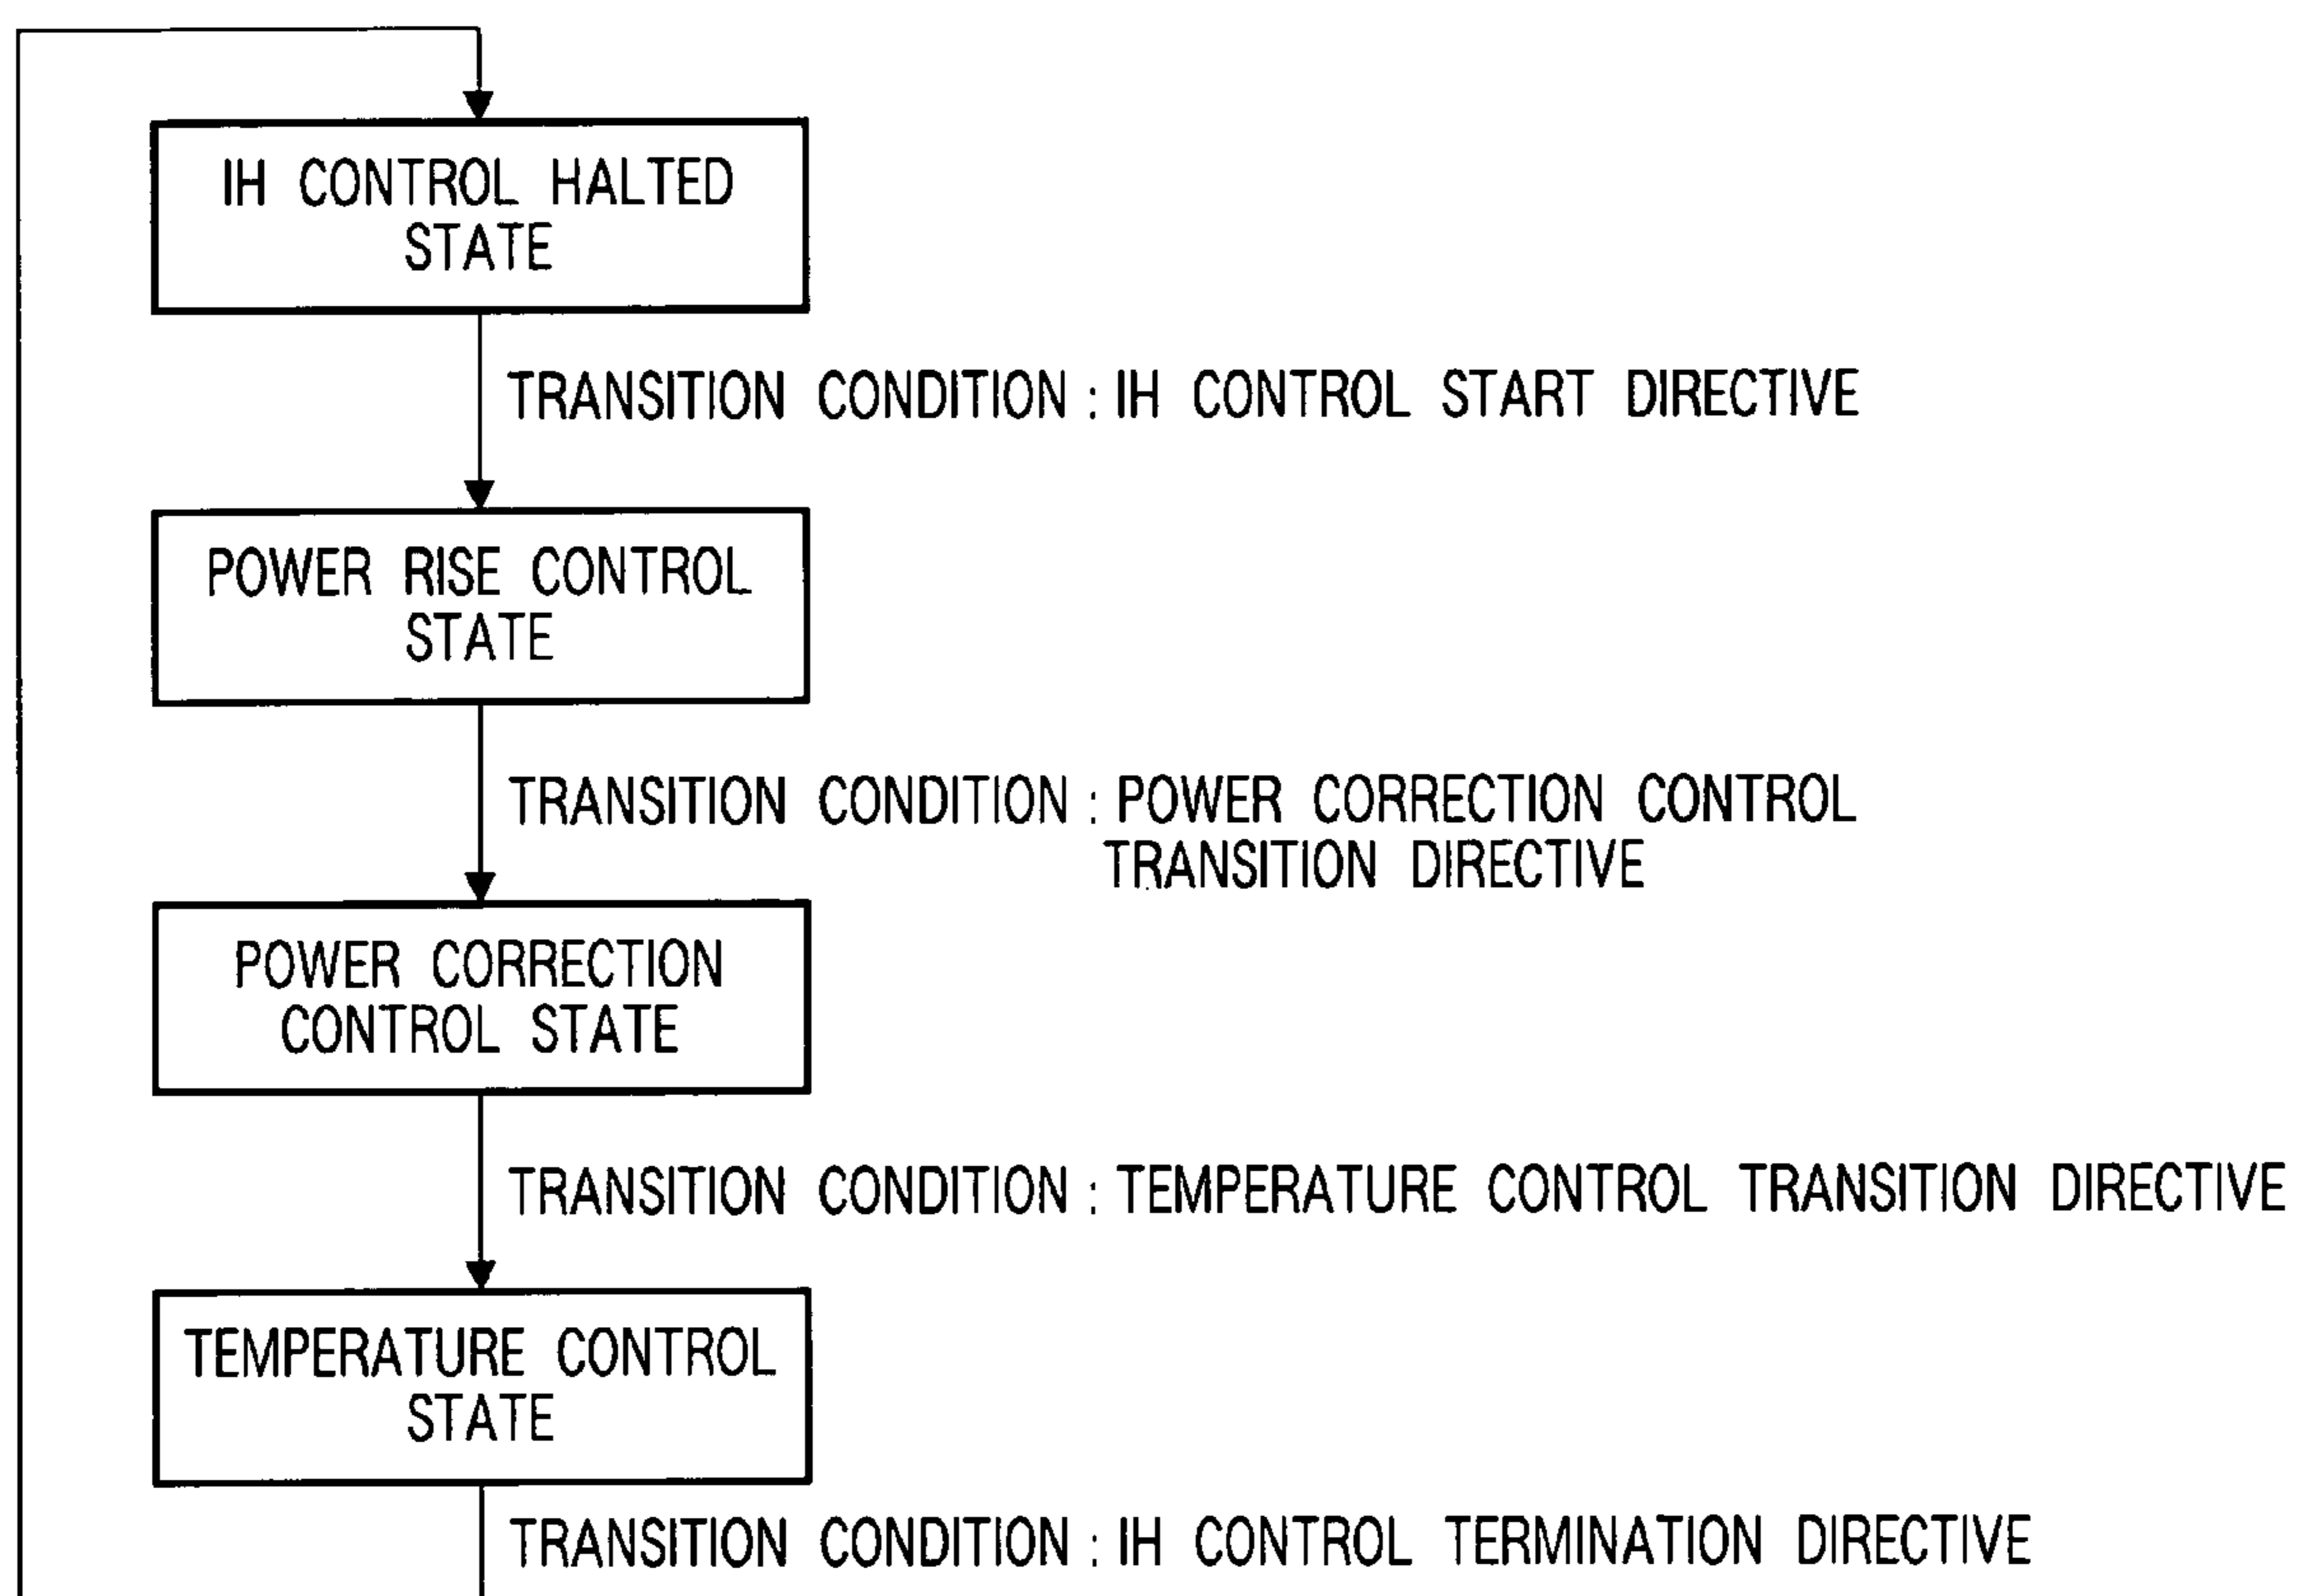 IH CONTROL HALTED
STATE
TRANSITION CONDITION : IH CONTROL START DIRECTIVE
POWER RISE CONTROL
STATE
TRANSITION CONDITION : POWER CORRECTION CONTROL
TRANSITION DIRECTIVE
POWER CORRECTION
CONTROL STATE
TRANSITION CONDITION : TEMPERATURE CONTROL TRANSITION DIRECTIVE
TEMPERATURE CONTROL
STATE
TRANSITION CONDITION : IH CONTROL TERMINATION DIRECTIVE